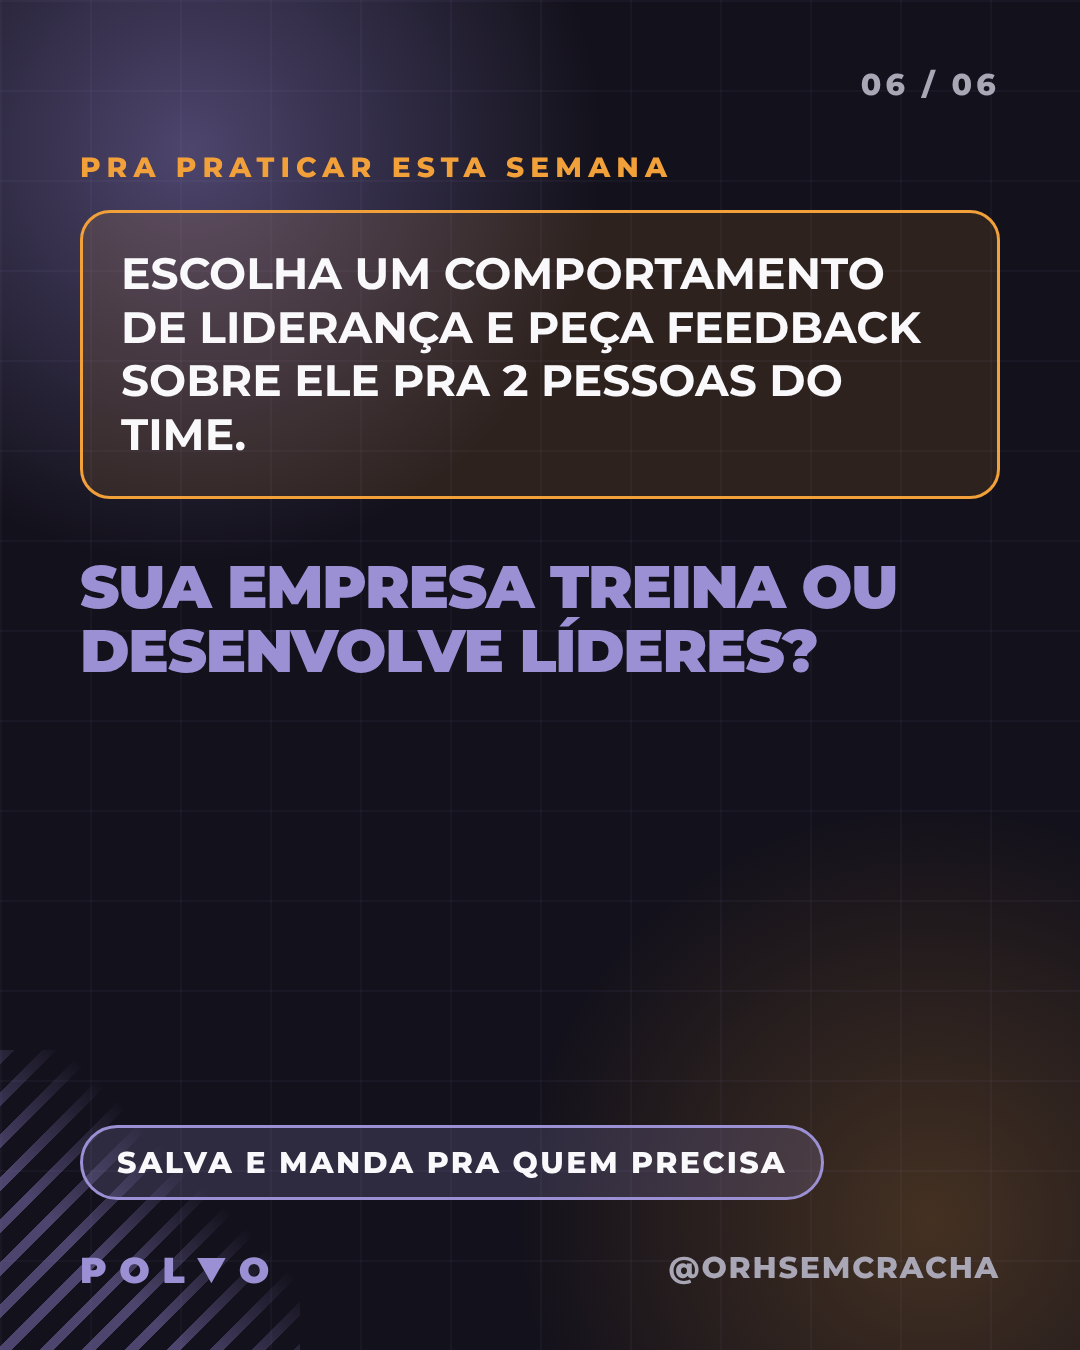 06 / 06
PRA PRATICAR ESTA SEMANA
ESCOLHA UM COMPORTAMENTO
DE LIDERANÇA E PEÇA FEEDBACK
SOBRE ELE PRA 2 PESSOAS DO
TIME.
SUA EMPRESA TREINA OU
DESENVOLVE LÍDERES?
SALVA E MANDA PRA QUEM PRECISA
POL▼O
@ORHSEMCRACHA